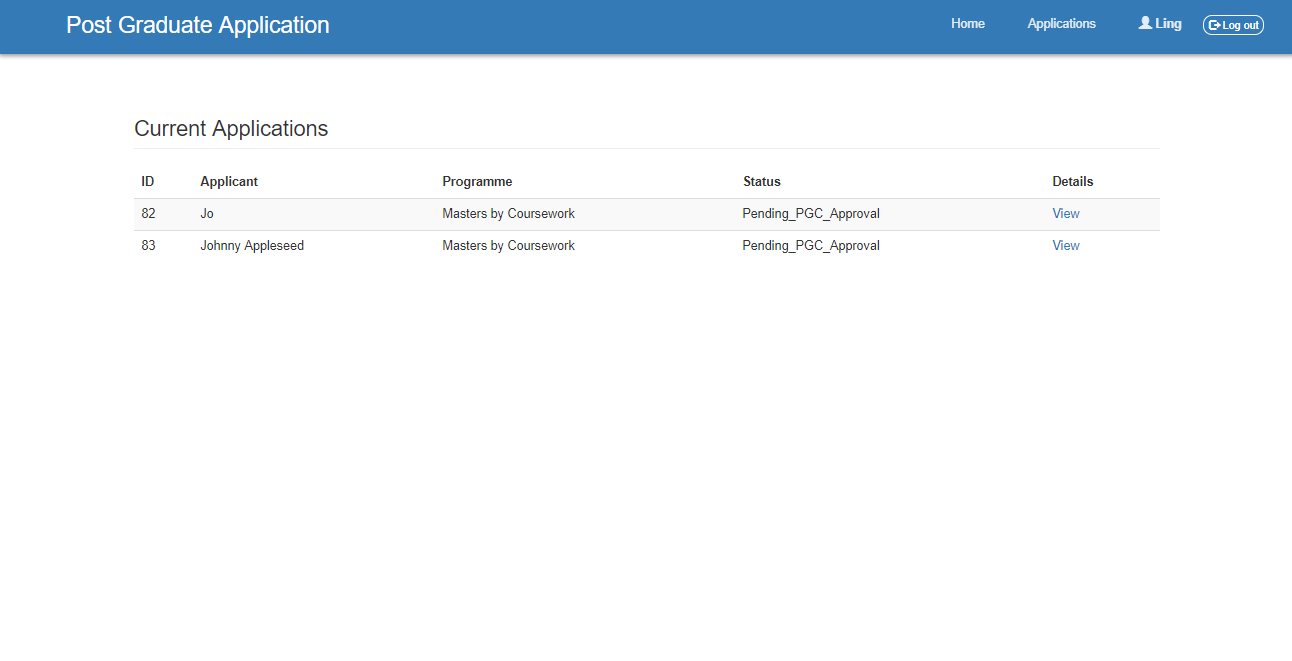 Post Graduate Application Home Applications Ling Log out
Current Applications
ID Applicant Programme Status Details
82 Jo Masters by Coursework Pending_PGC_Approval View
83 Johnny Appleseed Masters by Coursework Pending_PGC_Approval View